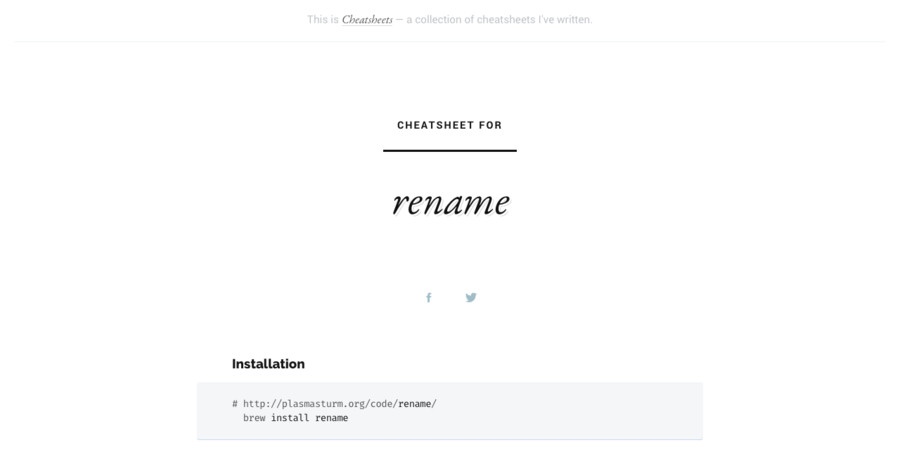 This is Cheatsheets — a collection of cheatsheets I've written.
CHEATSHEET FOR
rename
Installation
# http://plasmasturm.org/code/rename/
brew install rename